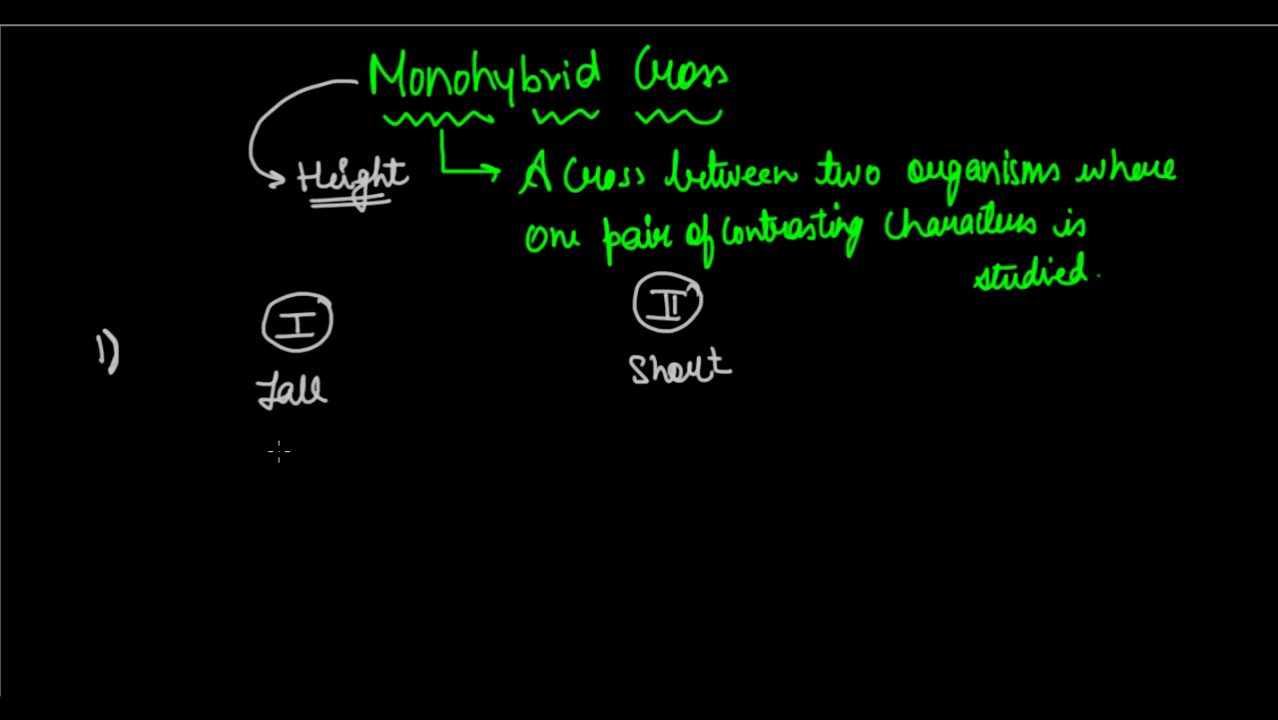 Monohybrid Cross
Height
A Cross between two organisms where
one pair of contrasting characters is
studied.
I
II
1)
Tall
Short